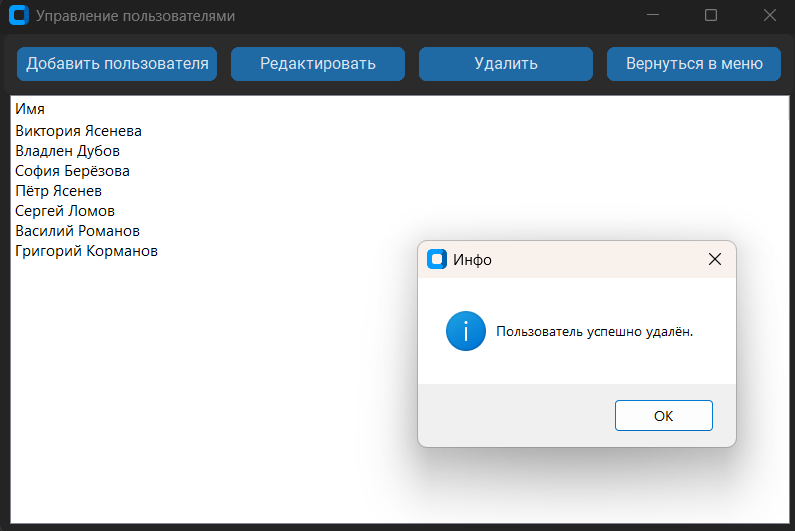 Управление пользователями
Добавить пользователя Редактировать Удалить Вернуться в меню
Имя
Виктория Ясенева
Владлен Дубов
София Берёзова
Пётр Ясенев
Сергей Ломов
Василий Романов
Григорий Корманов
Инфо
Пользователь успешно удалён.
ОК